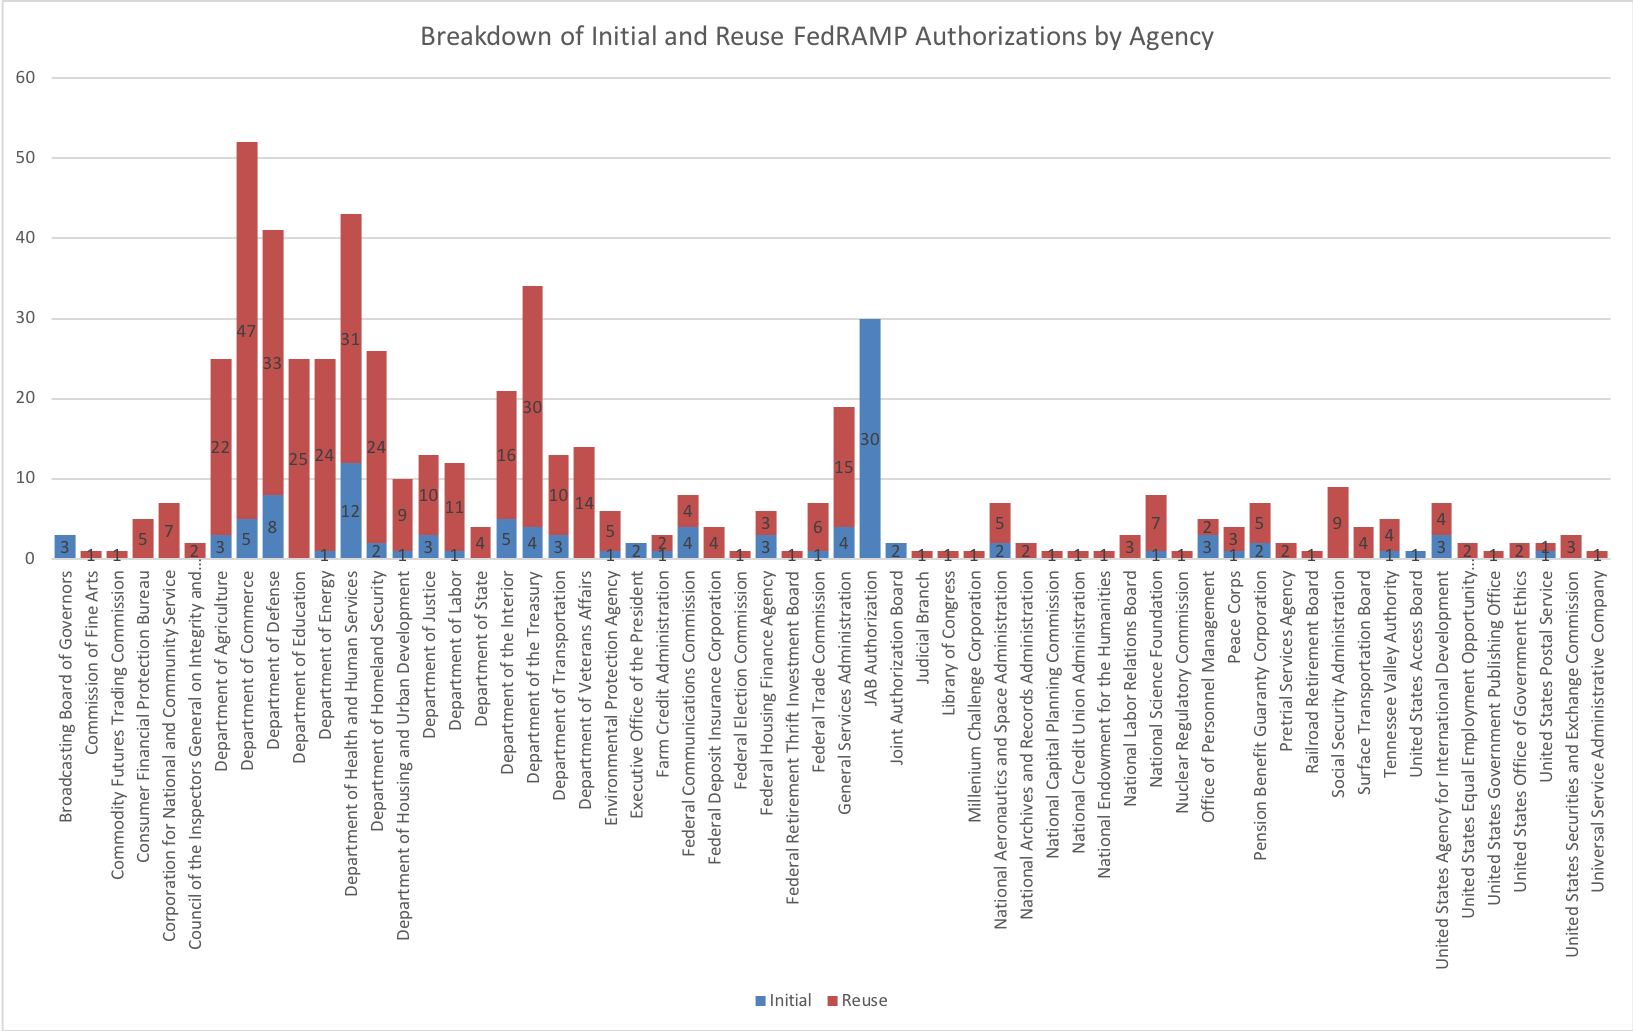 Breakdown of Initial and Reuse FedRAMP Authorizations by Agency
60
50
40
30
20
10
0
3
1
1
5
7
2
22
3
47
5
33
8
25
24
1
31
12
24
2
9
1
10
3
11
1
4
16
5
30
4
10
3
14
5
1
2
2
1
4
4
4
1
3
3
1
6
1
15
4
30
2
1
1
1
5
2
2
1
1
1
3
7
1
1
2
3
3
1
5
2
2
1
9
4
4
1
1
4
3
2
1
2
1
1
3
1
Broadcasting Board of Governors
Commission of Fine Arts
Commodity Futures Trading Commission
Consumer Financial Protection Bureau
Corporation for National and Community Service
Council of the Inspectors General on Integrity and…
Department of Agriculture
Department of Commerce
Department of Defense
Department of Education
Department of Energy
Department of Health and Human Services
Department of Homeland Security
Department of Housing and Urban Development
Department of Justice
Department of Labor
Department of State
Department of the Interior
Department of the Treasury
Department of Transportation
Department of Veterans Affairs
Environmental Protection Agency
Executive Office of the President
Farm Credit Administration
Federal Communications Commission
Federal Deposit Insurance Corporation
Federal Election Commission
Federal Housing Finance Agency
Federal Retirement Thrift Investment Board
Federal Trade Commission
General Services Administration
JAB Authorization
Joint Authorization Board
Judicial Branch
Library of Congress
Millenium Challenge Corporation
National Aeronautics and Space Administration
National Archives and Records Administration
National Capital Planning Commission
National Credit Union Administration
National Endowment for the Humanities
National Labor Relations Board
National Science Foundation
Nuclear Regulatory Commission
Office of Personnel Management
Peace Corps
Pension Benefit Guaranty Corporation
Pretrial Services Agency
Railroad Retirement Board
Social Security Administration
Surface Transportation Board
Tennessee Valley Authority
United States Access Board
United States Agency for International Development
United States Equal Employment Opportunity…
United States Government Publishing Office
United States Office of Government Ethics
United States Postal Service
United States Securities and Exchange Commission
Universal Service Administrative Company
Initial
Reuse